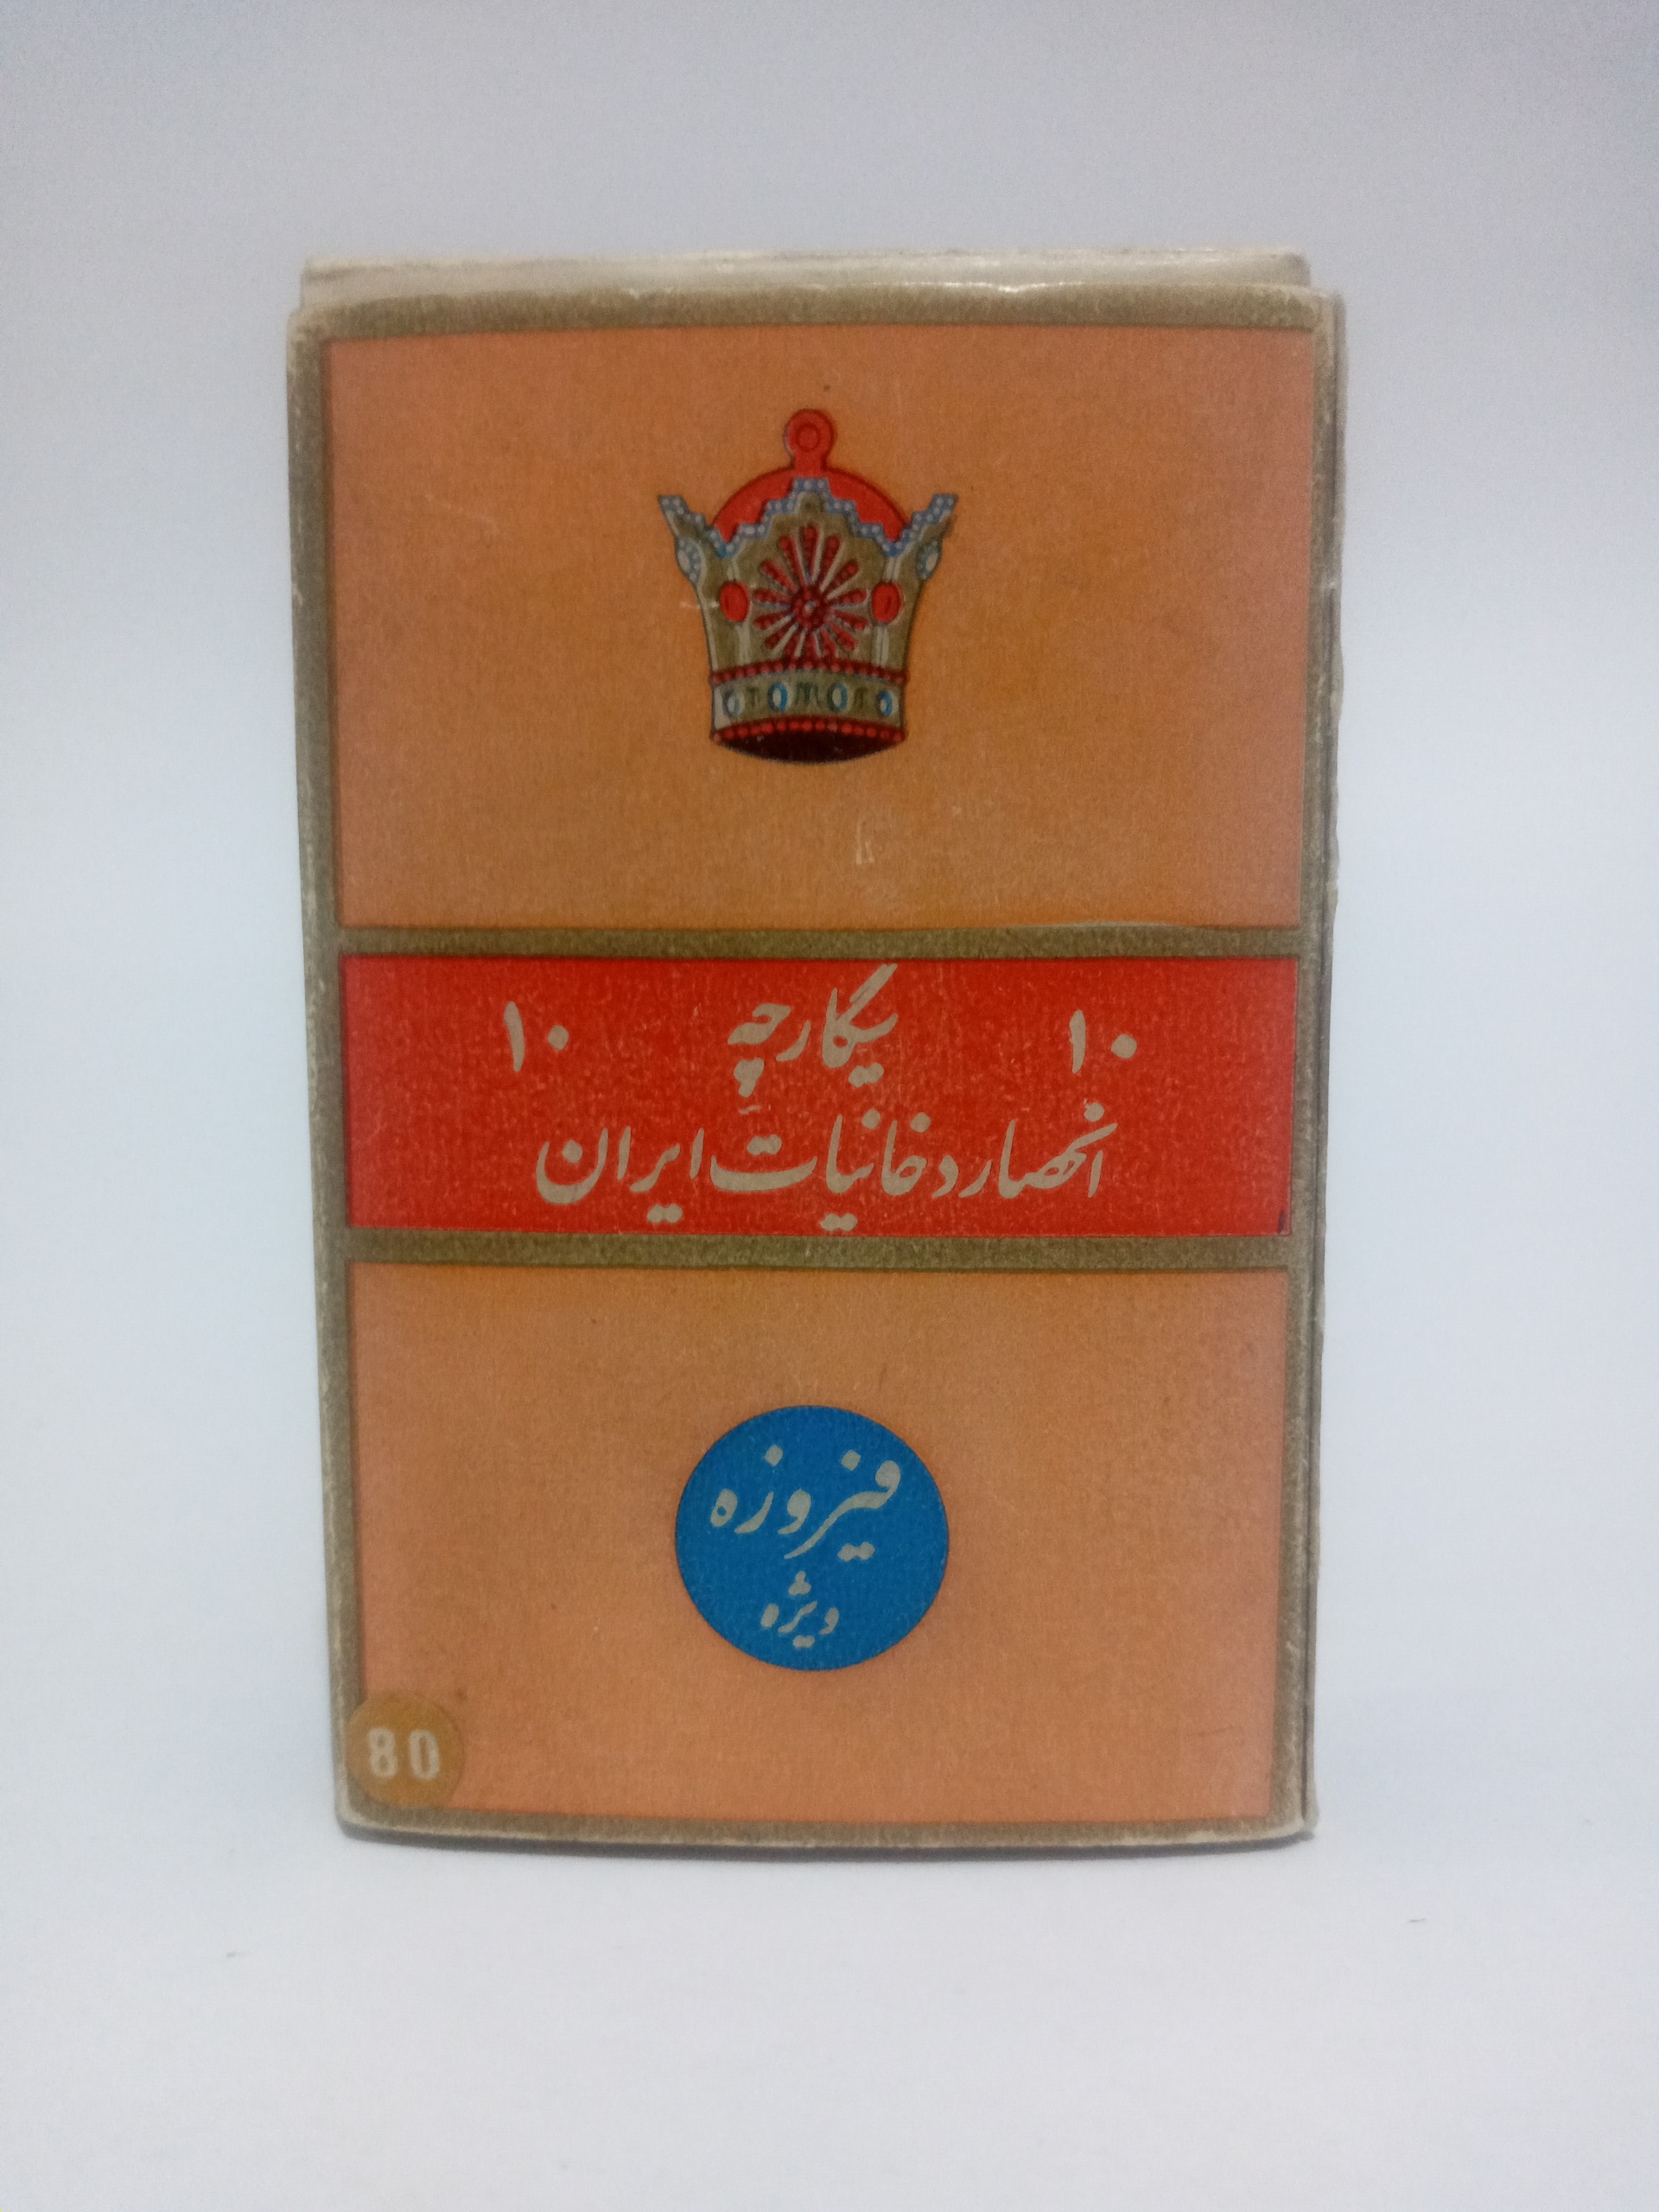 ۱۰ سیگارچه ۱۰
انحصار دخانیات ایران
فیروزه
ویژه
80